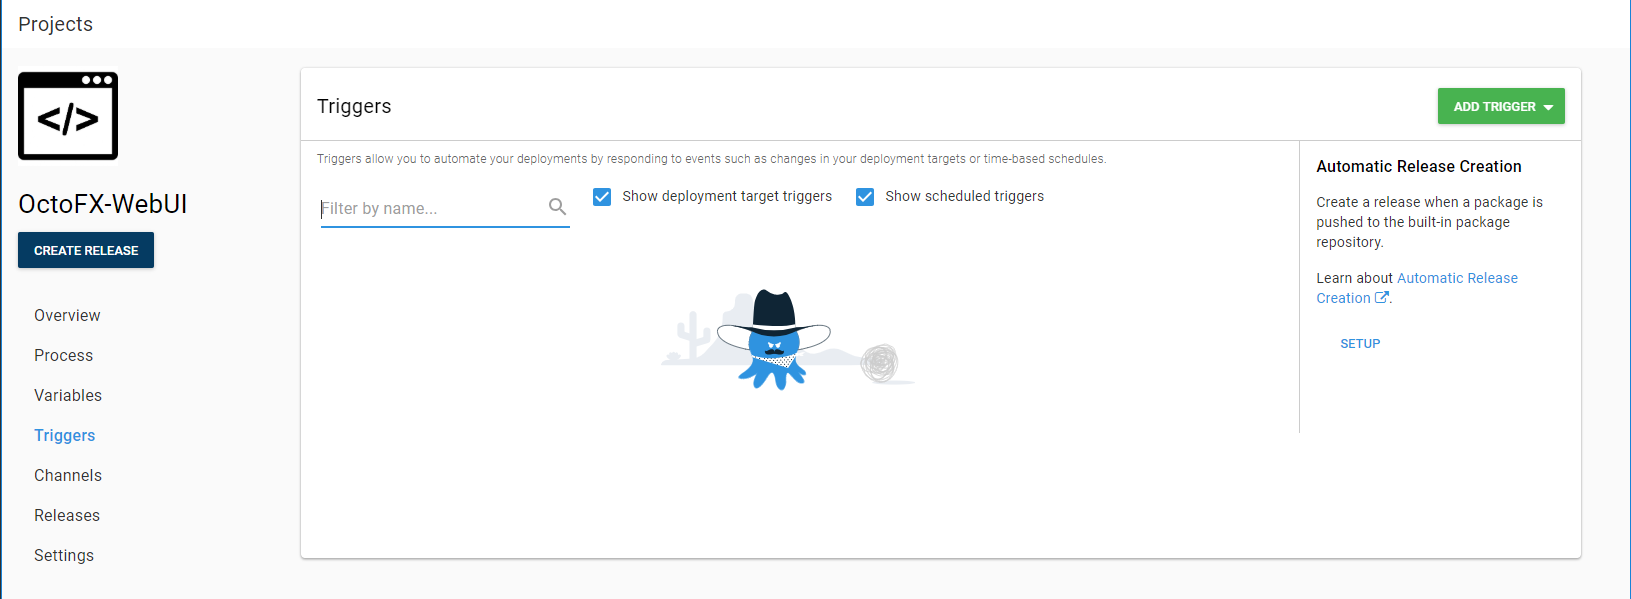 Projects
</>
OctoFX-WebUI
CREATE RELEASE
Overview
Process
Variables
Triggers
Channels
Releases
Settings
Triggers
ADD TRIGGER
Triggers allow you to automate your deployments by responding to events such as changes in your deployment targets or time-based schedules.
Filter by name...
Show deployment target triggers
Show scheduled triggers
Automatic Release Creation
Create a release when a package is
pushed to the built-in package
repository.
Learn about Automatic Release
Creation.
SETUP